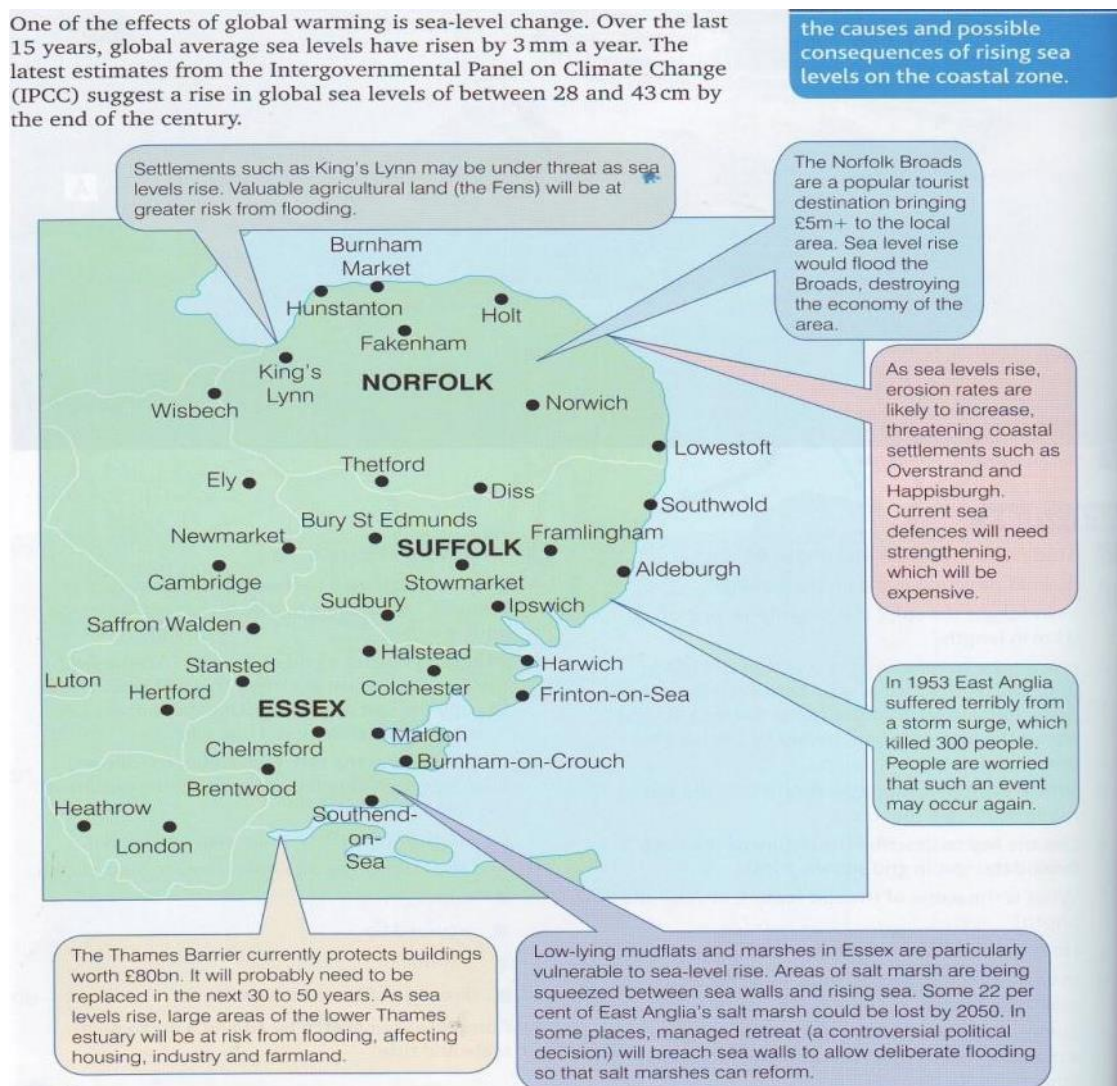 One of the effects of global warming is sea-level change. Over the last
15 years, global average sea levels have risen by 3 mm a year. The
latest estimates from the Intergovernmental Panel on Climate Change
(IPCC) suggest a rise in global sea levels of between 28 and 43 cm by
the end of the century.
the causes and possible
consequences of rising sea
levels on the coastal zone.
Settlements such as King's Lynn may be under threat as sea
levels rise. Valuable agricultural land (the Fens) will be at
greater risk from flooding.
The Norfolk Broads
are a popular tourist
destination bringing
£5m+ to the local
area. Sea level rise
would flood the
Broads, destroying
the economy of the
area.
Burnham
Market
Hunstanton
Holt
Fakenham
King's
Lynn
NORFOLK
Wisbech
Norwich
Lowestoft
As sea levels rise,
erosion rates are
likely to increase,
threatening coastal
settlements such as
Overstrand and
Happisburgh.
Current sea
defences will need
strengthening,
which will be
expensive.
Thetford
Ely
Diss
Southwold
Bury St Edmunds
Newmarket
SUFFOLK
Framlingham
Cambridge
Stowmarket
Aldeburgh
Sudbury
Ipswich
Saffron Walden
Halstead
Harwich
Stansted
Luton
Hertford
Colchester
Frinton-on-Sea
ESSEX
Maldon
Chelmsford
Burnham-on-Crouch
Brentwood
Heathrow
London
Southend-
on-
Sea
In 1953 East Anglia
suffered terribly from
a storm surge, which
killed 300 people.
People are worried
that such an event
may occur again.
The Thames Barrier currently protects buildings
worth £80bn. It will probably need to be
replaced in the next 30 to 50 years. As sea
levels rise, large areas of the lower Thames
estuary will be at risk from flooding, affecting
housing, industry and farmland.
Low-lying mudflats and marshes in Essex are particularly
vulnerable to sea-level rise. Areas of salt marsh are being
squeezed between sea walls and rising sea. Some 22 per
cent of East Anglia's salt marsh could be lost by 2050. In
some places, managed retreat (a controversial political
decision) will breach sea walls to allow deliberate flooding
so that salt marshes can reform.